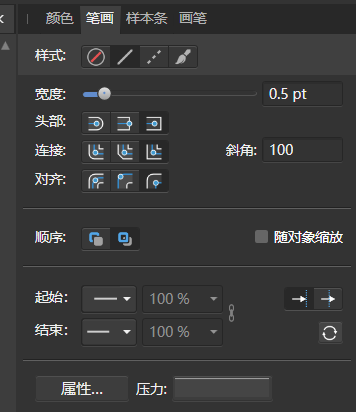 颜色 笔画 样本条 画笔
样式:
宽度: 0.5 pt
头部:
连接: 斜角: 100
对齐:
顺序: 随对象缩放
起始: 100 %
结束: 100 %
属性... 压力: